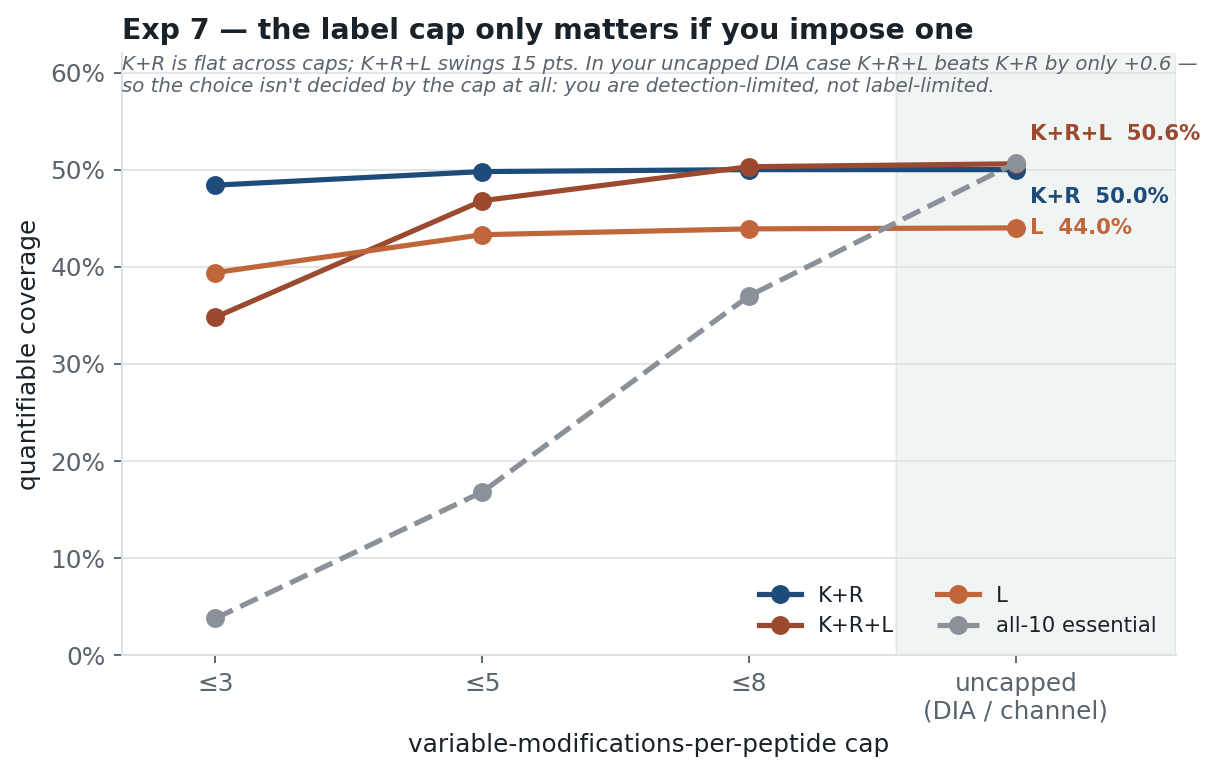 Exp 7 — the label cap only matters if you impose one
K+R is flat across caps; K+R+L swings 15 pts. In your uncapped DIA case K+R+L beats K+R by only +0.6 —
so the choice isn't decided by the cap at all: you are detection-limited, not label-limited.
60%
50%
40%
30%
20%
10%
0%
quantifiable coverage
K+R+L 50.6%
K+R 50.0%
L 44.0%
K+R
K+R+L
L
all-10 essential
≤3
≤5
≤8
uncapped
(DIA / channel)
variable-modifications-per-peptide cap